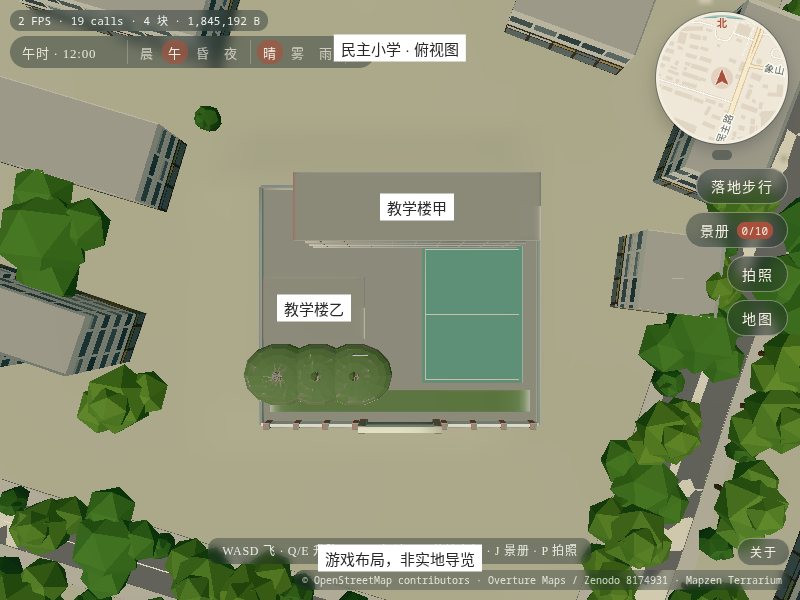 2 FPS · 19 calls · 4 块 · 1,845,192 B
午时 · 12:00 晨 午 昏 夜 晴 雾 雨
民主小学 · 俯视图
北
象山
民主路
落地步行
景册 0/10
拍照
地图
教学楼甲
教学楼乙
WASD 飞 · Q/E
· J 景册 · P 拍照
游戏布局，非实地导览
关于
© OpenStreetMap contributors · Overture Maps / Zenodo 8174931 · Mapzen Terrarium